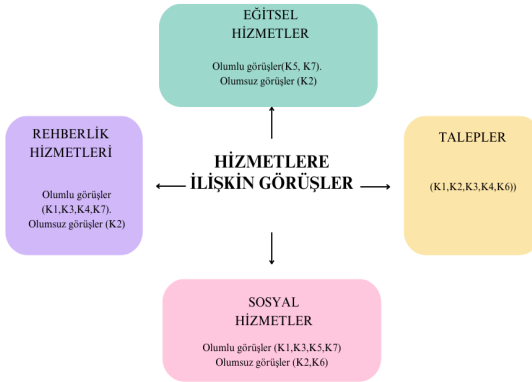 EĞİTSEL
HİZMETLER
Olumlu görüşler(K5, K7).
Olumsuz görüşler (K2)
REHBERLİK
HİZMETLERİ
Olumlu görüşler
(K1,K3,K4,K7).
Olumsuz görüşler (K2)
HİZMETLERE
İLİŞKİN GÖRÜŞLER
TALEPLER
(K1,K2,K3,K4,K6))
SOSYAL
HİZMETLER
Olumlu görüşler (K1,K3,K5,K7)
Olumsuz görüşler (K2,K6)